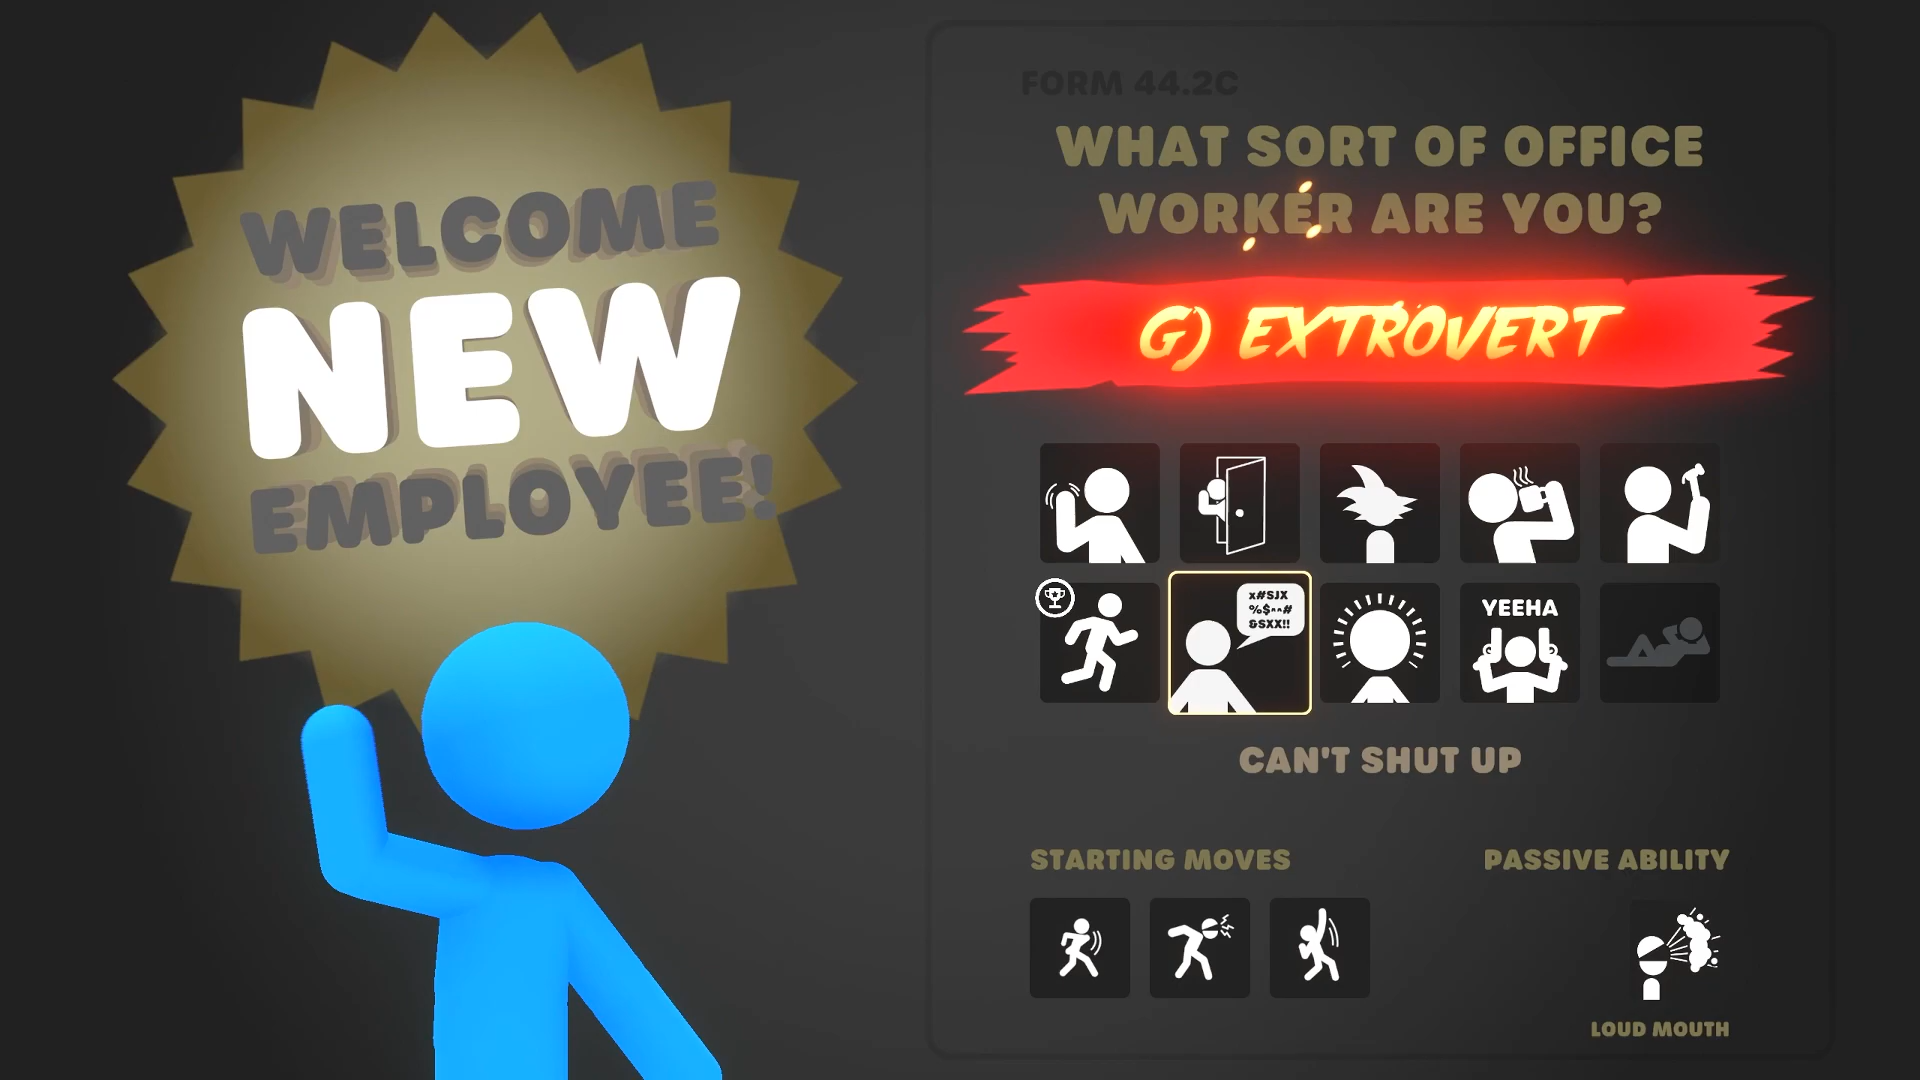 WELCOME
NEW
EMPLOYEE!
FORM 44.2C
WHAT SORT OF OFFICE
WORKER ARE YOU?
G) EXTROVERT
x#SJX
%$^^#
&SXX!!
YEEHA
CAN'T SHUT UP
STARTING MOVES
PASSIVE ABILITY
LOUD MOUTH